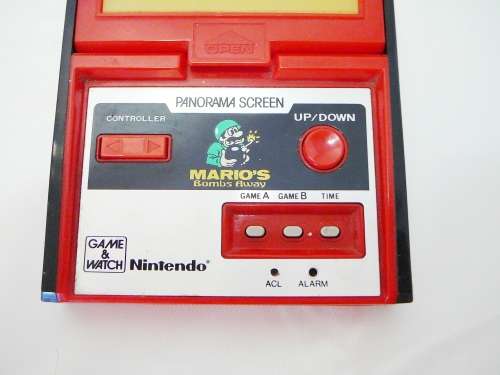 OPEN
PANORAMA SCREEN
CONTROLLER
UP/DOWN
MARIO'S
Bombs Away
GAME A GAME B TIME
GAME
&
WATCH
Nintendo®
ACL ALARM